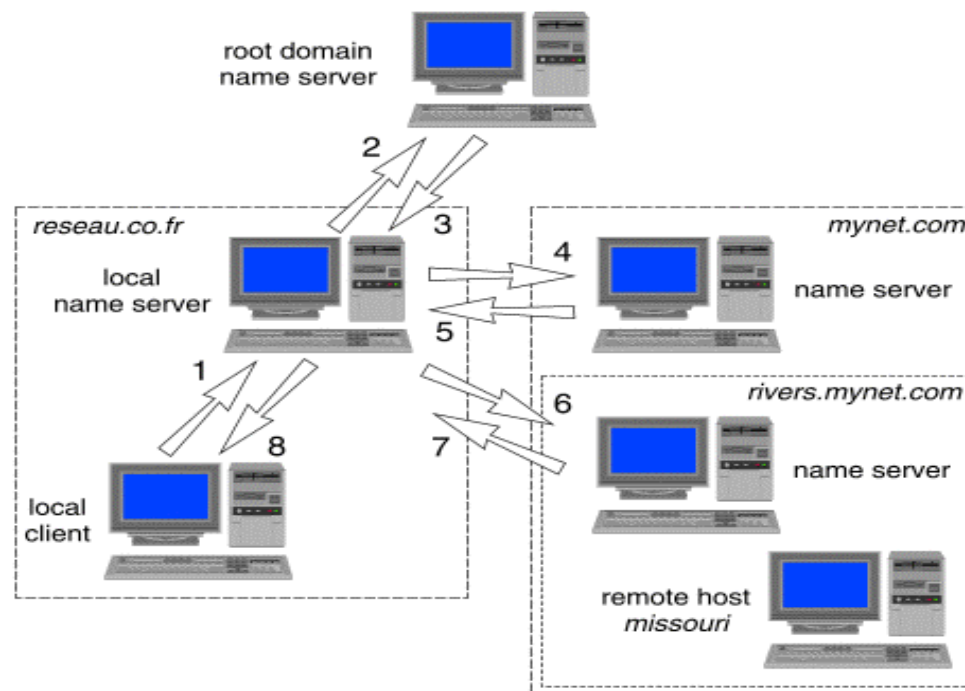 root domain
name server
2
3
reseau.co.fr
mynet.com
local
name server
4
name server
5
1
rivers.mynet.com
6
8
7
name server
local
client
remote host
missouri